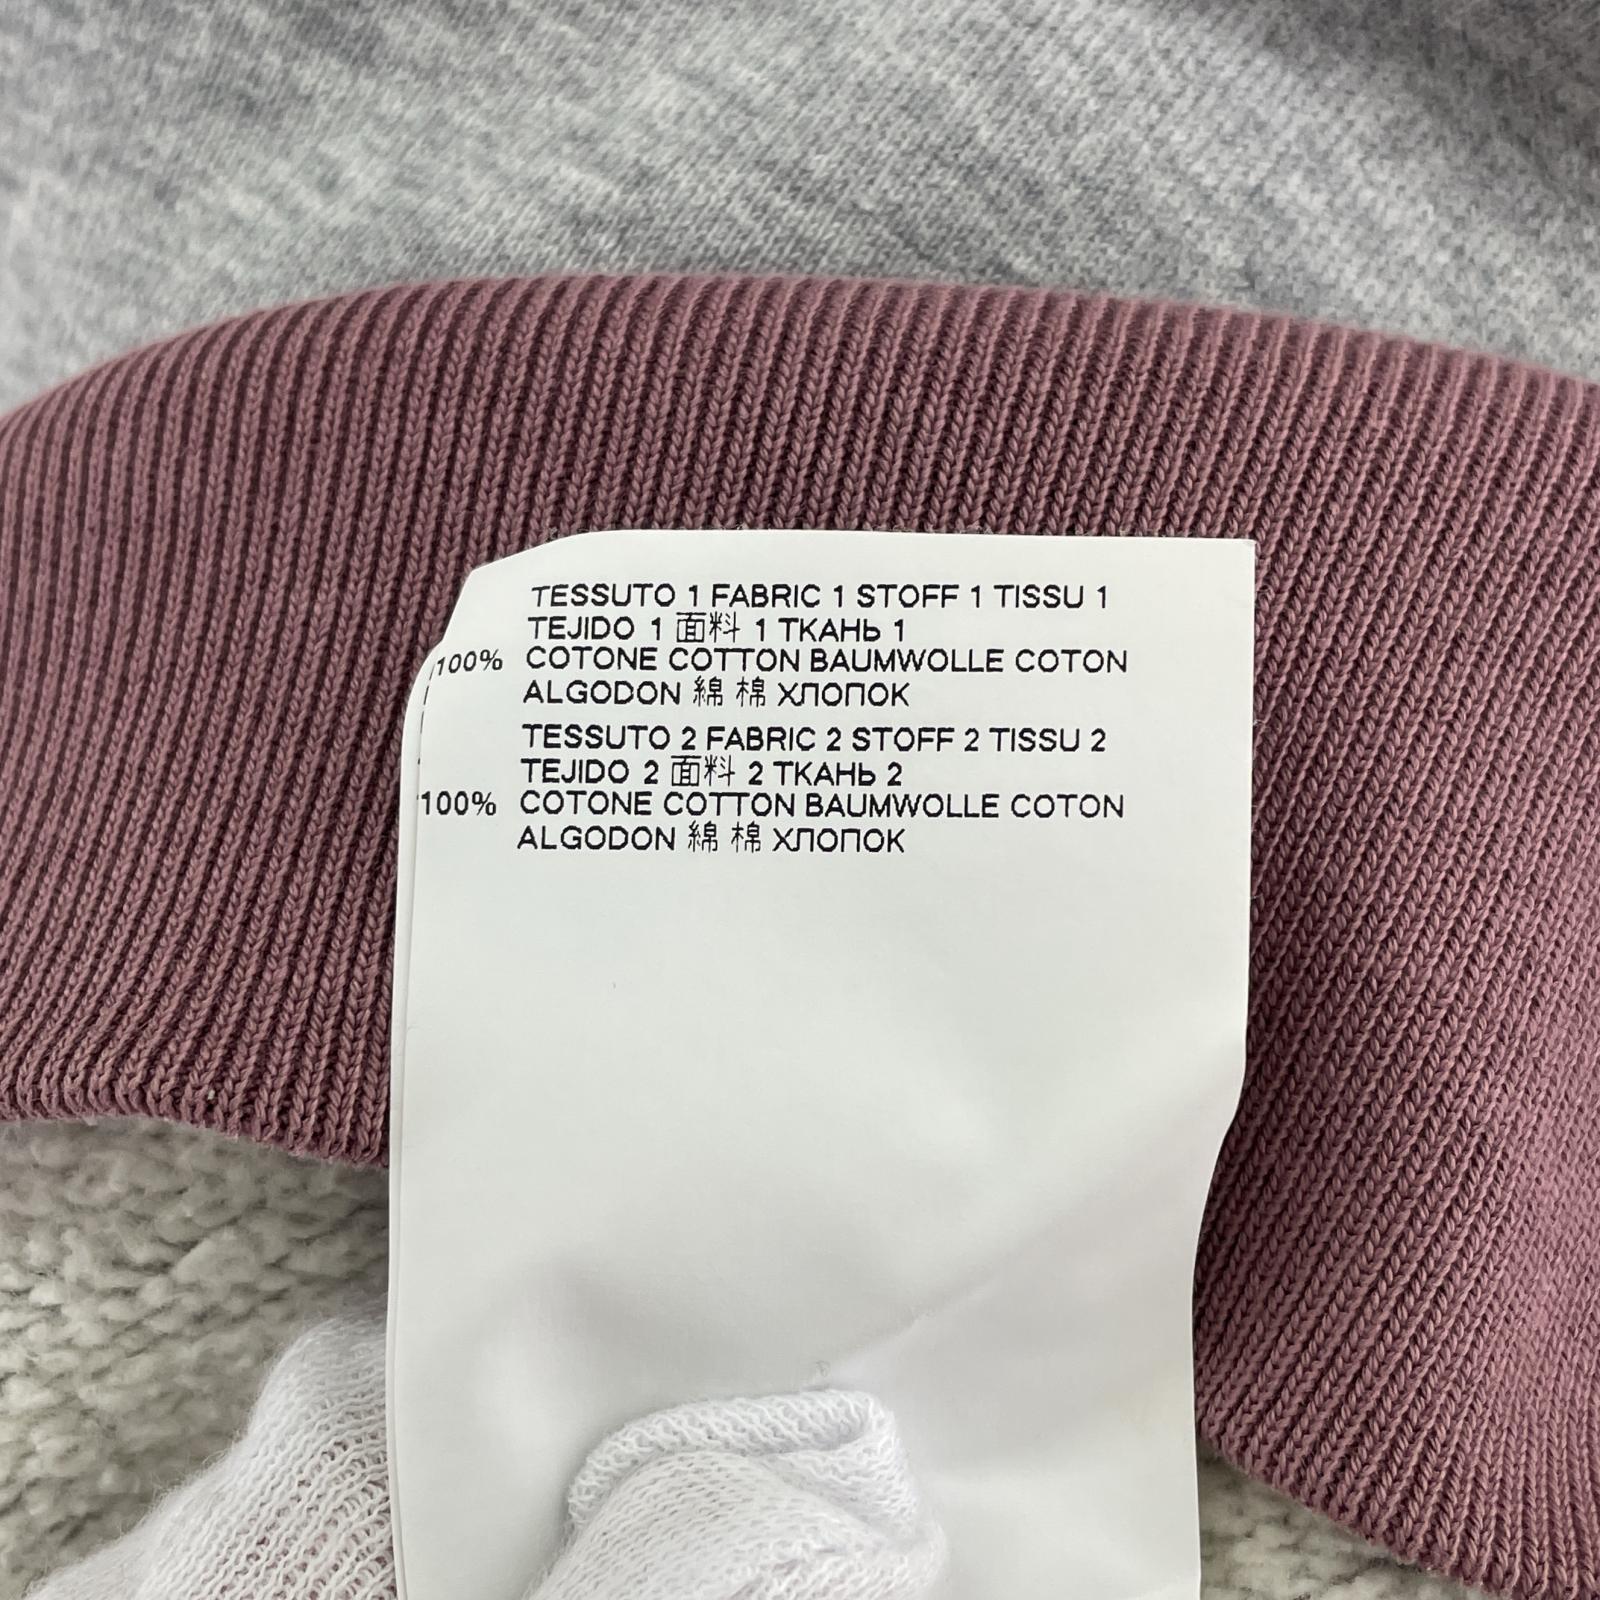 TESSUTO 1 FABRIC 1 STOFF 1 TISSU 1
TEJIDO 1 面料 1 ТКАНЬ 1
100% COTONE COTTON BAUMWOLLE COTON
ALGODON 綿 棉 ХЛОПОК
TESSUTO 2 FABRIC 2 STOFF 2 TISSU 2
TEJIDO 2 面料 2 ТКАНЬ 2
100% COTONE COTTON BAUMWOLLE COTON
ALGODON 綿 棉 ХЛОПОК